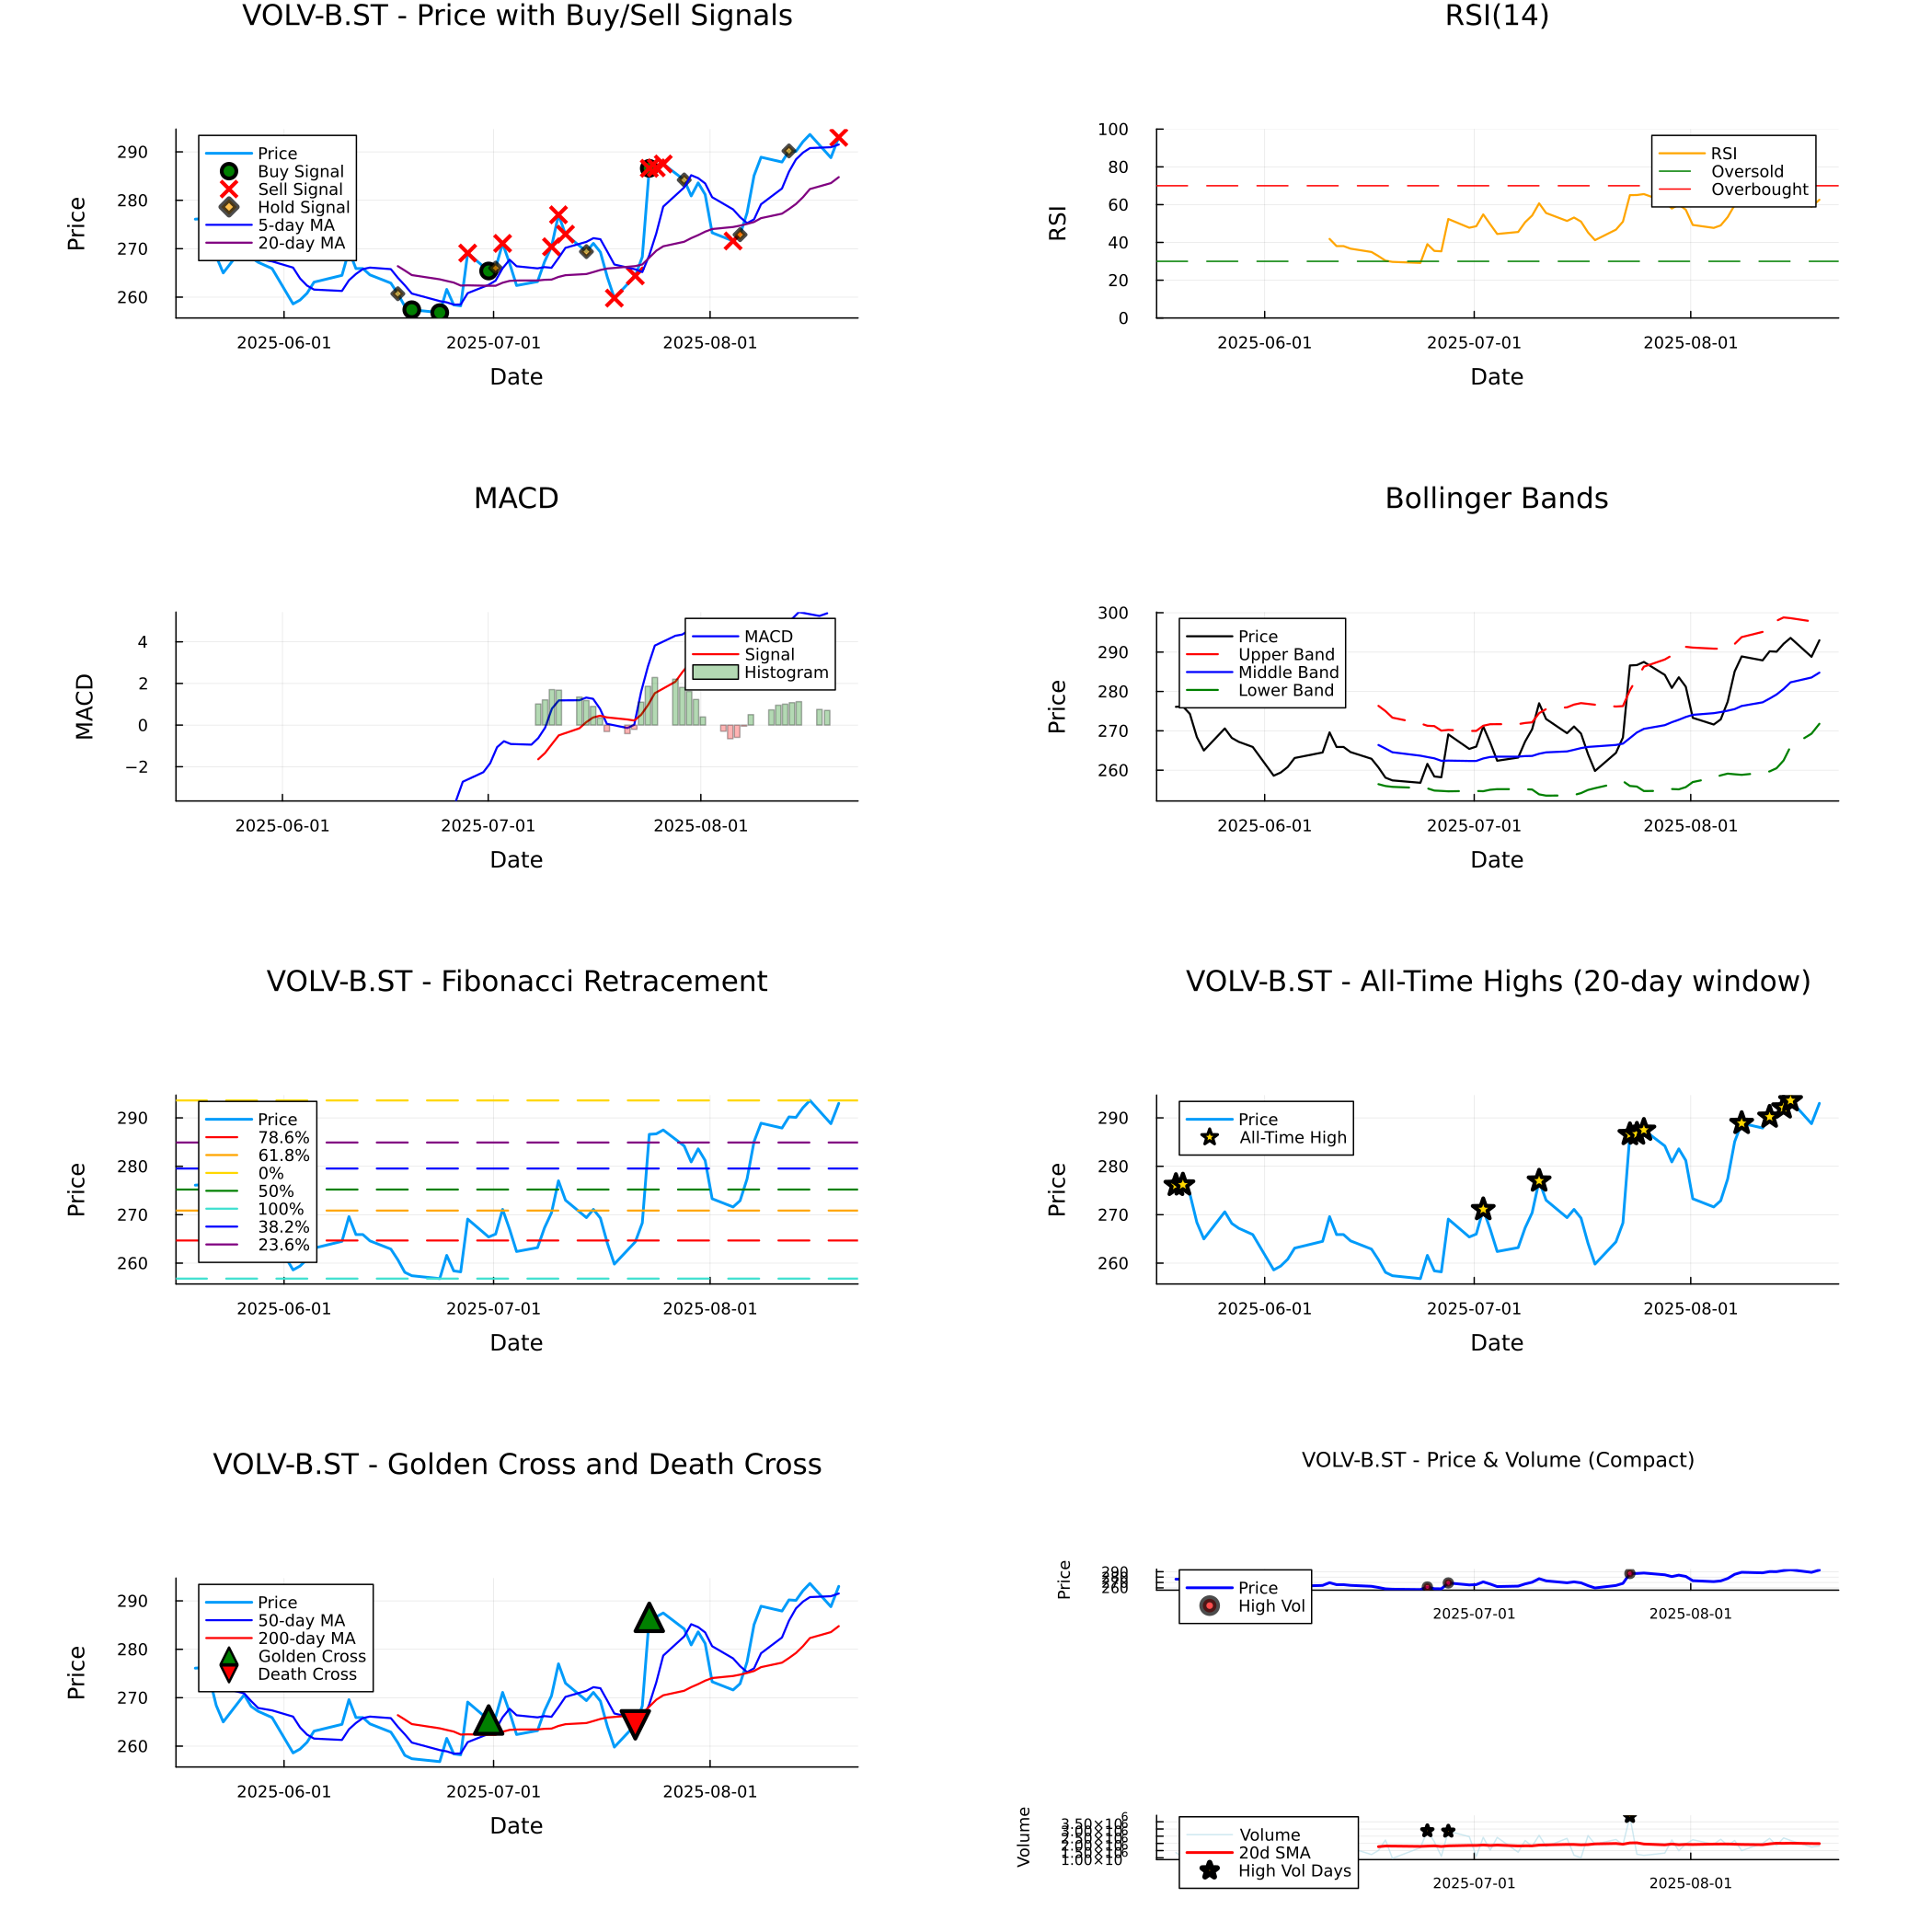 VOLV-B.ST - Price with Buy/Sell Signals
Price
290
280
270
260
Price
Buy Signal
Sell Signal
Hold Signal
5-day MA
20-day MA
2025-06-01
2025-07-01
2025-08-01
Date
RSI(14)
RSI
100
80
60
40
20
0
RSI
Oversold
Overbought
2025-06-01
2025-07-01
2025-08-01
Date
MACD
MACD
4
2
0
−2
MACD
Signal
Histogram
2025-06-01
2025-07-01
2025-08-01
Date
Bollinger Bands
Price
300
290
280
270
260
Price
Upper Band
Middle Band
Lower Band
2025-06-01
2025-07-01
2025-08-01
Date
VOLV-B.ST - Fibonacci Retracement
Price
290
280
270
260
Price
78.6%
61.8%
0%
50%
100%
38.2%
23.6%
2025-06-01
2025-07-01
2025-08-01
Date
VOLV-B.ST - All-Time Highs (20-day window)
Price
290
280
270
260
Price
All-Time High
2025-06-01
2025-07-01
2025-08-01
Date
VOLV-B.ST - Golden Cross and Death Cross
Price
290
280
270
260
Price
50-day MA
200-day MA
Golden Cross
Death Cross
2025-06-01
2025-07-01
2025-08-01
Date
VOLV-B.ST - Price & Volume (Compact)
Price
290
260
Price
High Vol
2025-07-01
2025-08-01
Volume
3.50×10⁶
1.00×10⁶
Volume
20d SMA
High Vol Days
2025-07-01
2025-08-01